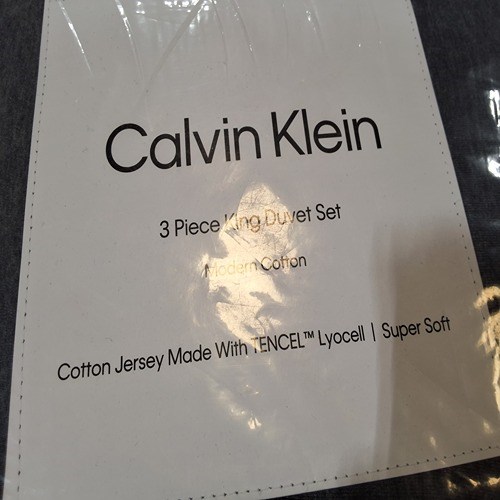 Calvin Klein
3 Piece King Duvet Set
Modern Cotton
Cotton Jersey Made With TENCEL™ Lyocell | Super Soft